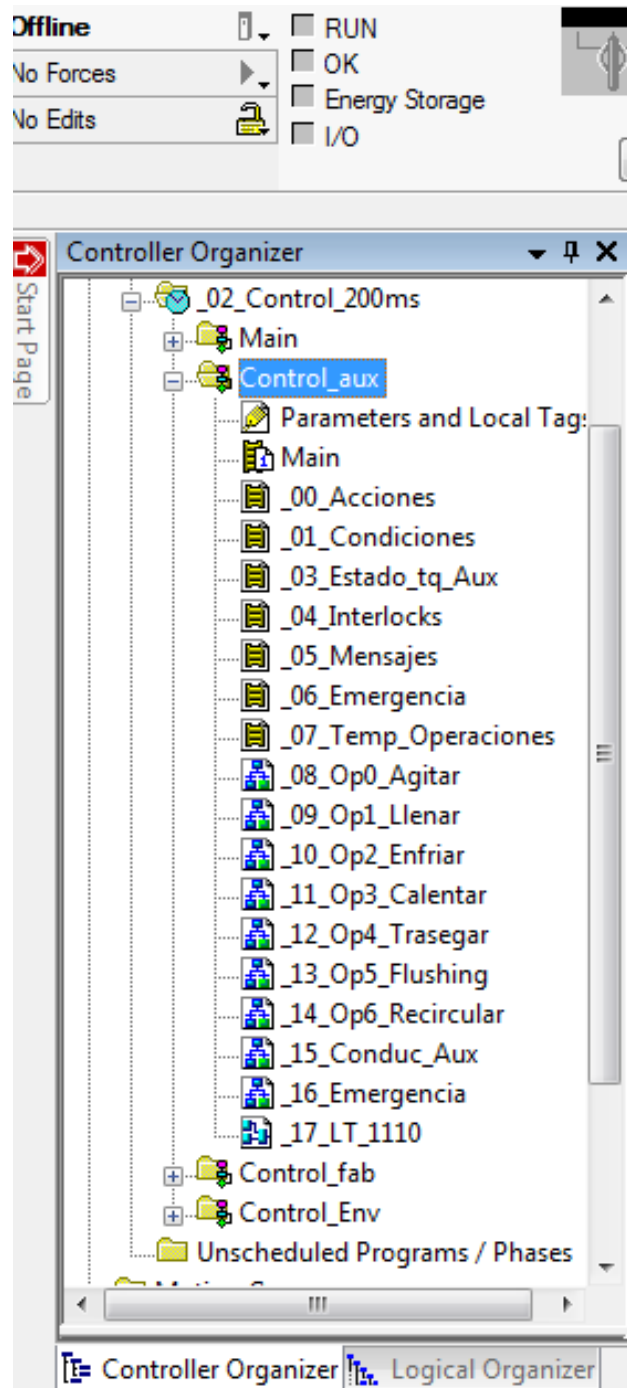 Offline
RUN
No Forces
OK
Energy Storage
No Edits
I/O
Start Page
Controller Organizer
_02_Control_200ms
Main
Control_aux
Parameters and Local Tags
Main
_00_Acciones
_01_Condiciones
_03_Estado_tq_Aux
_04_Interlocks
_05_Mensajes
_06_Emergencia
_07_Temp_Operaciones
_08_Op0_Agitar
_09_Op1_Llenar
_10_Op2_Enfriar
_11_Op3_Calentar
_12_Op4_Trasegar
_13_Op5_Flushing
_14_Op6_Recircular
_15_Conduc_Aux
_16_Emergencia
_17_LT_1110
Control_fab
Control_Env
Unscheduled Programs / Phases
Controller Organizer
Logical Organizer